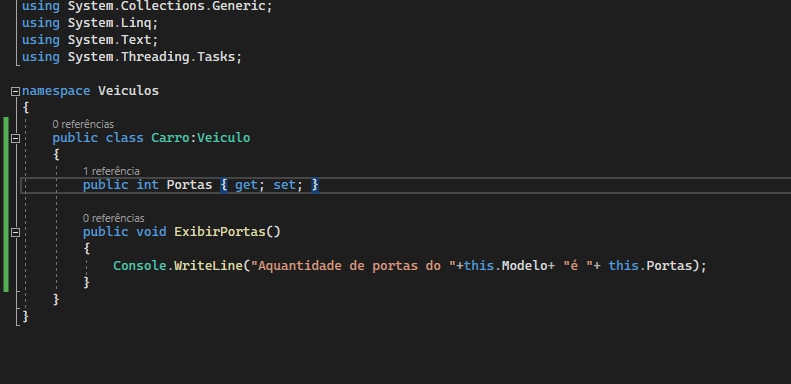 using System.Collections.Generic;
using System.Linq;
using System.Text;
using System.Threading.Tasks;
namespace Veiculos
{
0 referências
public class Carro:Veiculo
{
1 referência
public int Portas { get; set; }
0 referências
public void ExibirPortas()
{
Console.WriteLine("Aquantidade de portas do "+this.Modelo+ "é "+ this.Portas);
}
}
}